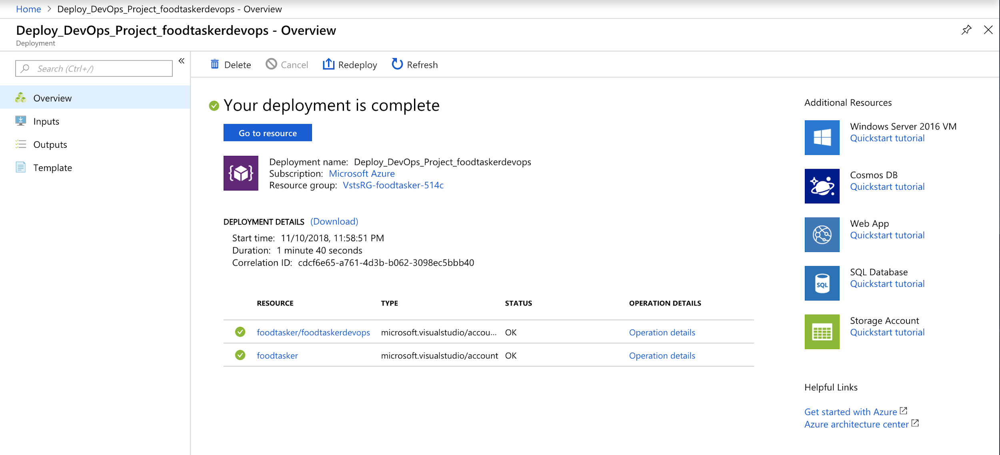 Home > Deploy_DevOps_Project_foodtaskerdevops - Overview
Deploy_DevOps_Project_foodtaskerdevops - Overview
Deployment
Search (Ctrl+/)
«
Overview
Inputs
Outputs
Template
Delete Cancel Redeploy Refresh
Your deployment is complete
Go to resource
Deployment name: Deploy_DevOps_Project_foodtaskerdevops
Subscription: Microsoft Azure
Resource group: VstsRG-foodtasker-514c
DEPLOYMENT DETAILS (Download)
Start time: 11/10/2018, 11:58:51 PM
Duration: 1 minute 40 seconds
Correlation ID: cdcf6e65-a761-4d3b-b062-3098ec5bbb40
RESOURCE TYPE STATUS OPERATION DETAILS
foodtasker/foodtaskerdevops microsoft.visualstudio/accou... OK Operation details
foodtasker microsoft.visualstudio/account OK Operation details
Additional Resources
Windows Server 2016 VM
Quickstart tutorial
Cosmos DB
Quickstart tutorial
Web App
Quickstart tutorial
SQL
SQL Database
Quickstart tutorial
Storage Account
Quickstart tutorial
Helpful Links
Get started with Azure
Azure architecture center